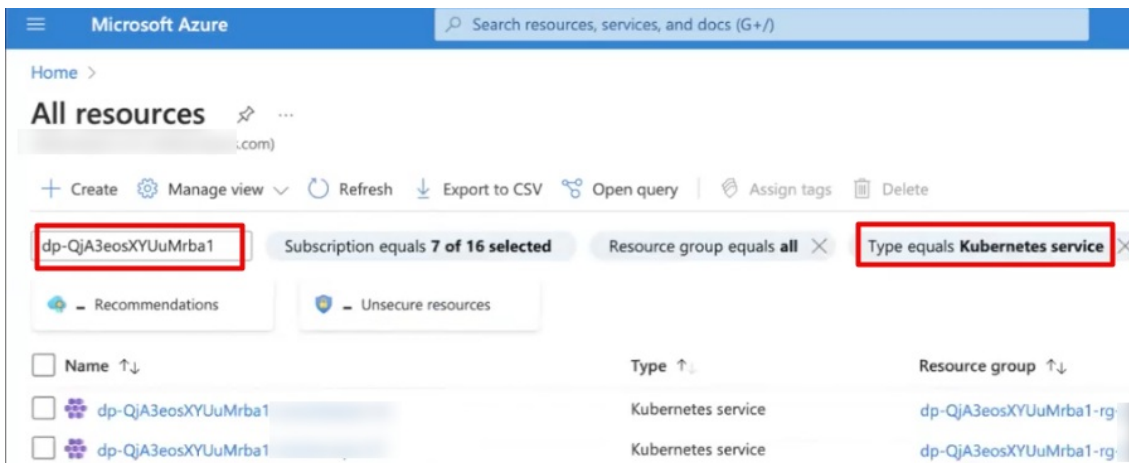 Microsoft Azure
Search resources, services, and docs (G+/)
Home >
All resources ...
.com)
+ Create Manage view Refresh Export to CSV Open query Assign tags Delete
dp-QjA3eosXYUuMrba1 Subscription equals 7 of 16 selected Resource group equals all Type equals Kubernetes service
– Recommendations – Unsecure resources
Name Type Resource group
dp-QjA3eosXYUuMrba1 Kubernetes service dp-QjA3eosXYUuMrba1-rg-
dp-QjA3eosXYUuMrba1 Kubernetes service dp-QjA3eosXYUuMrba1-rg-